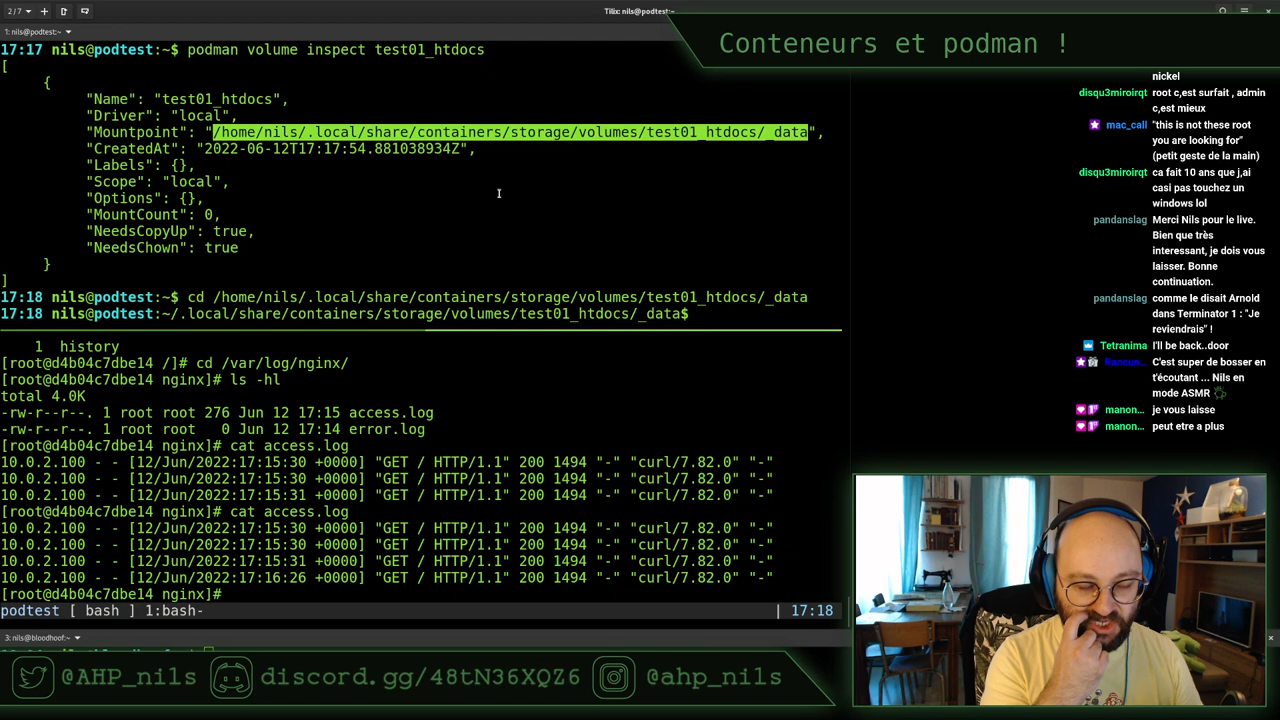 2/7
Tilix: nils@podtest:~
1: nils@podtest:~
Conteneurs et podman !
17:17 nils@podtest:~$ podman volume inspect test01_htdocs
[
{
"Name": "test01_htdocs",
"Driver": "local",
"Mountpoint": "/home/nils/.local/share/containers/storage/volumes/test01_htdocs/_data",
"CreatedAt": "2022-06-12T17:17:54.881038934Z",
"Labels": {},
"Scope": "local",
"Options": {},
"MountCount": 0,
"NeedsCopyUp": true,
"NeedsChown": true
}
]
17:18 nils@podtest:~$ cd /home/nils/.local/share/containers/storage/volumes/test01_htdocs/_data
17:18 nils@podtest:~/.local/share/containers/storage/volumes/test01_htdocs/_data$
1 history
[root@d4b04c7dbe14 /]# cd /var/log/nginx/
[root@d4b04c7dbe14 nginx]# ls -hl
total 4.0K
-rw-r--r--. 1 root root 276 Jun 12 17:15 access.log
-rw-r--r--. 1 root root 0 Jun 12 17:14 error.log
[root@d4b04c7dbe14 nginx]# cat access.log
10.0.2.100 - - [12/Jun/2022:17:15:30 +0000] "GET / HTTP/1.1" 200 1494 "-" "curl/7.82.0" "-"
10.0.2.100 - - [12/Jun/2022:17:15:30 +0000] "GET / HTTP/1.1" 200 1494 "-" "curl/7.82.0" "-"
10.0.2.100 - - [12/Jun/2022:17:15:31 +0000] "GET / HTTP/1.1" 200 1494 "-" "curl/7.82.0" "-"
[root@d4b04c7dbe14 nginx]# cat access.log
10.0.2.100 - - [12/Jun/2022:17:15:30 +0000] "GET / HTTP/1.1" 200 1494 "-" "curl/7.82.0" "-"
10.0.2.100 - - [12/Jun/2022:17:15:30 +0000] "GET / HTTP/1.1" 200 1494 "-" "curl/7.82.0" "-"
10.0.2.100 - - [12/Jun/2022:17:15:31 +0000] "GET / HTTP/1.1" 200 1494 "-" "curl/7.82.0" "-"
10.0.2.100 - - [12/Jun/2022:17:16:26 +0000] "GET / HTTP/1.1" 200 1494 "-" "curl/7.82.0" "-"
[root@d4b04c7dbe14 nginx]#
podtest [ bash ] 1:bash- | 17:18
3: nils@bloodhoof:~
nickel
disqu3miroirqt root c,est surfait , admin
c,est mieux
mac_call "this is not these root
you are looking for"
(petit geste de la main)
disqu3miroirqt ca fait 10 ans que j,ai
casi pas touchez un
windows lol
pandanslag Merci Nils pour le live.
Bien que très
interessant, je dois vous
laisser. Bonne
continuation.
pandanslag comme le disait Arnold
dans Terminator 1 : "Je
reviendrais" !
Tetranima I'll be back..door
C'est super de bosser en
t'écoutant ... Nils en
mode ASMR
manon... je vous laisse
manon... peut etre a plus
@AHP_nils discord.gg/48tN36XQZ6 @ahp_nils